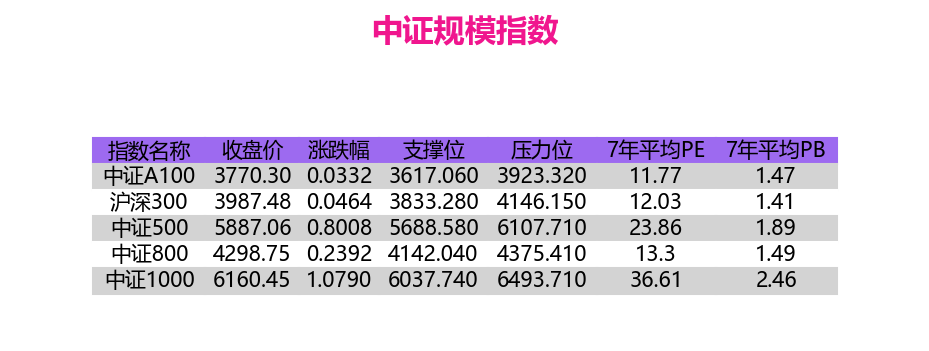 中证规模指数
指数名称 收盘价 涨跌幅 支撑位 压力位 7年平均PE 7年平均PB
中证A100 3770.30 0.0332 3617.060 3923.320 11.77 1.47
沪深300 3987.48 0.0464 3833.280 4146.150 12.03 1.41
中证500 5887.06 0.8008 5688.580 6107.710 23.86 1.89
中证800 4298.75 0.2392 4142.040 4375.410 13.3 1.49
中证1000 6160.45 1.0790 6037.740 6493.710 36.61 2.46